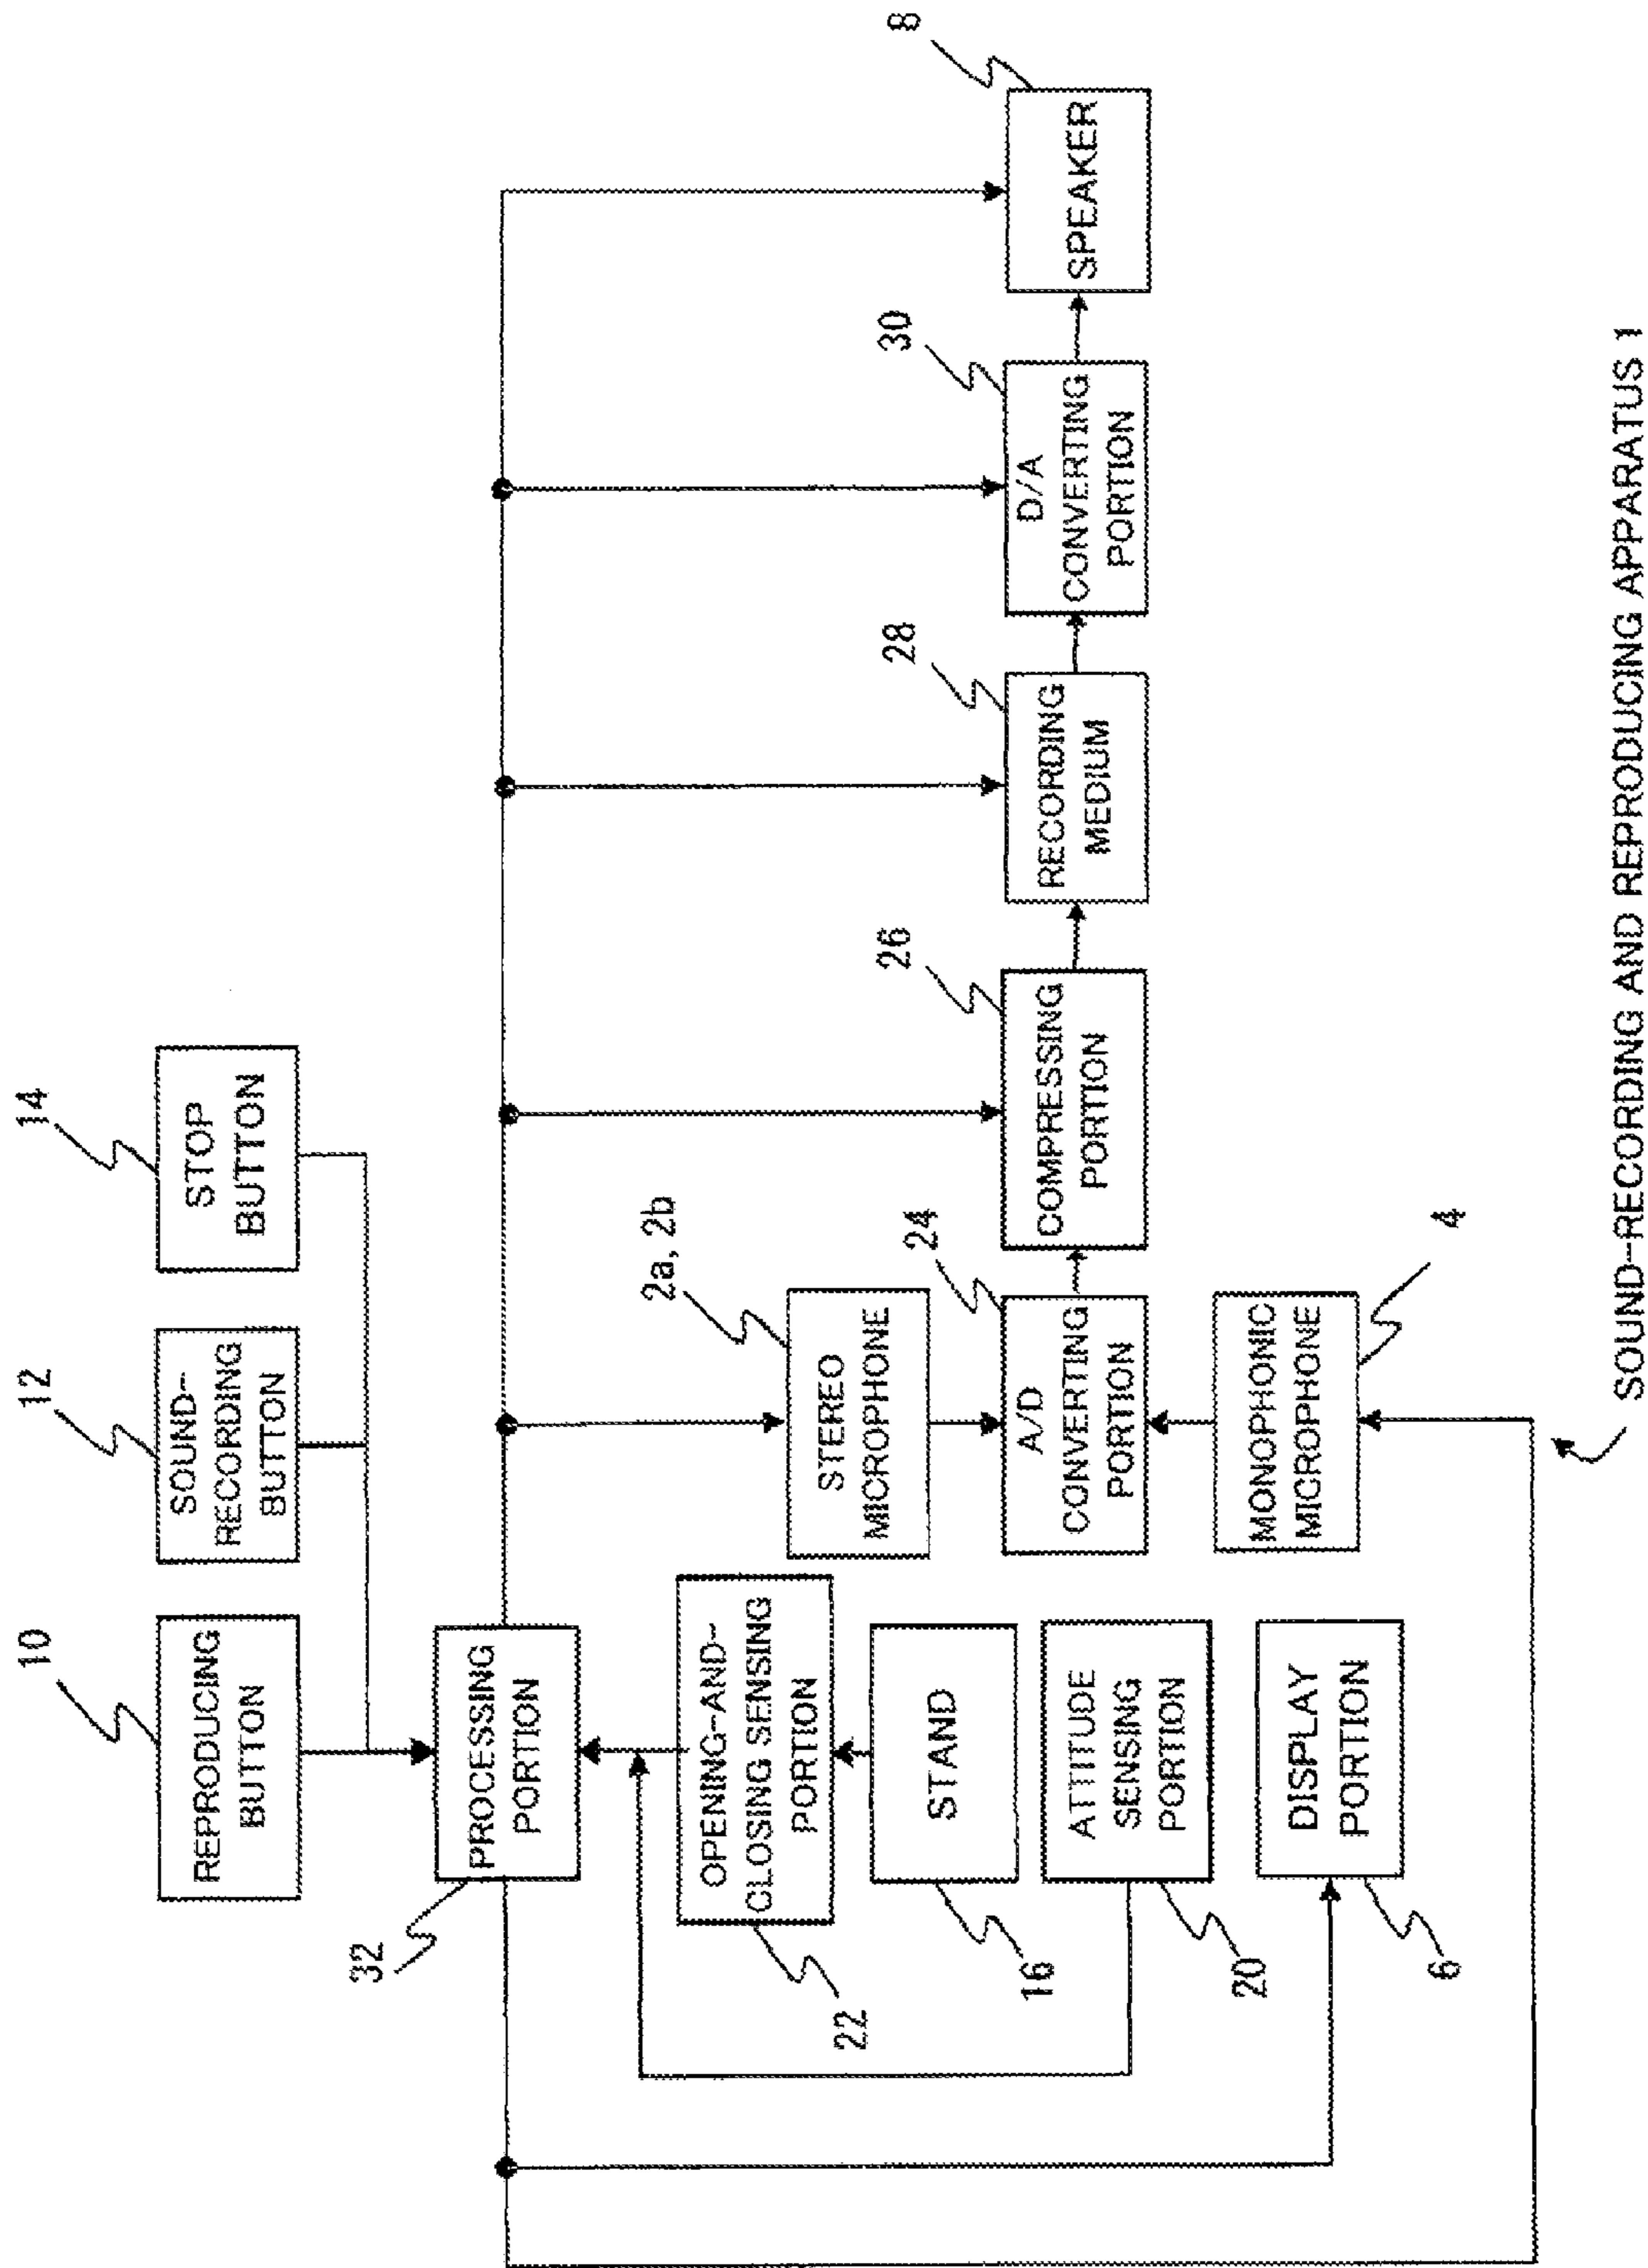 10
REPRODUCING
BUTTON
12
SOUND-
RECORDING
BUTTON
14
STOP
BUTTON
32
PROCESSING
PORTION
22
OPENING-AND-
CLOSING SENSING
PORTION
16
STAND
20
ATTITUDE
SENSING
PORTION
6
DISPLAY
PORTION
2a, 2b
STEREO
MICROPHONE
24
A/D
CONVERTING
PORTION
4
MONOPHONIC
MICROPHONE
26
COMPRESSING
PORTION
28
RECORDING
MEDIUM
30
D/A
CONVERTING
PORTION
8
SPEAKER
SOUND-RECORDING AND REPRODUCING APPARATUS 1